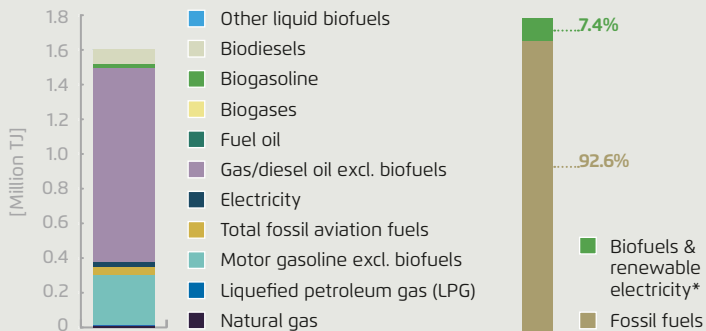 [Million TJ]
1.8
1.6
1.4
1.2
1.0
0.8
0.6
0.4
0.2
0
Other liquid biofuels
Biodiesels
Biogasoline
Biogases
Fuel oil
Gas/diesel oil excl. biofuels
Electricity
Total fossil aviation fuels
Motor gasoline excl. biofuels
Liquefied petroleum gas (LPG)
Natural gas
7.4%
92.6%
Biofuels &
renewable
electricity*
Fossil fuels